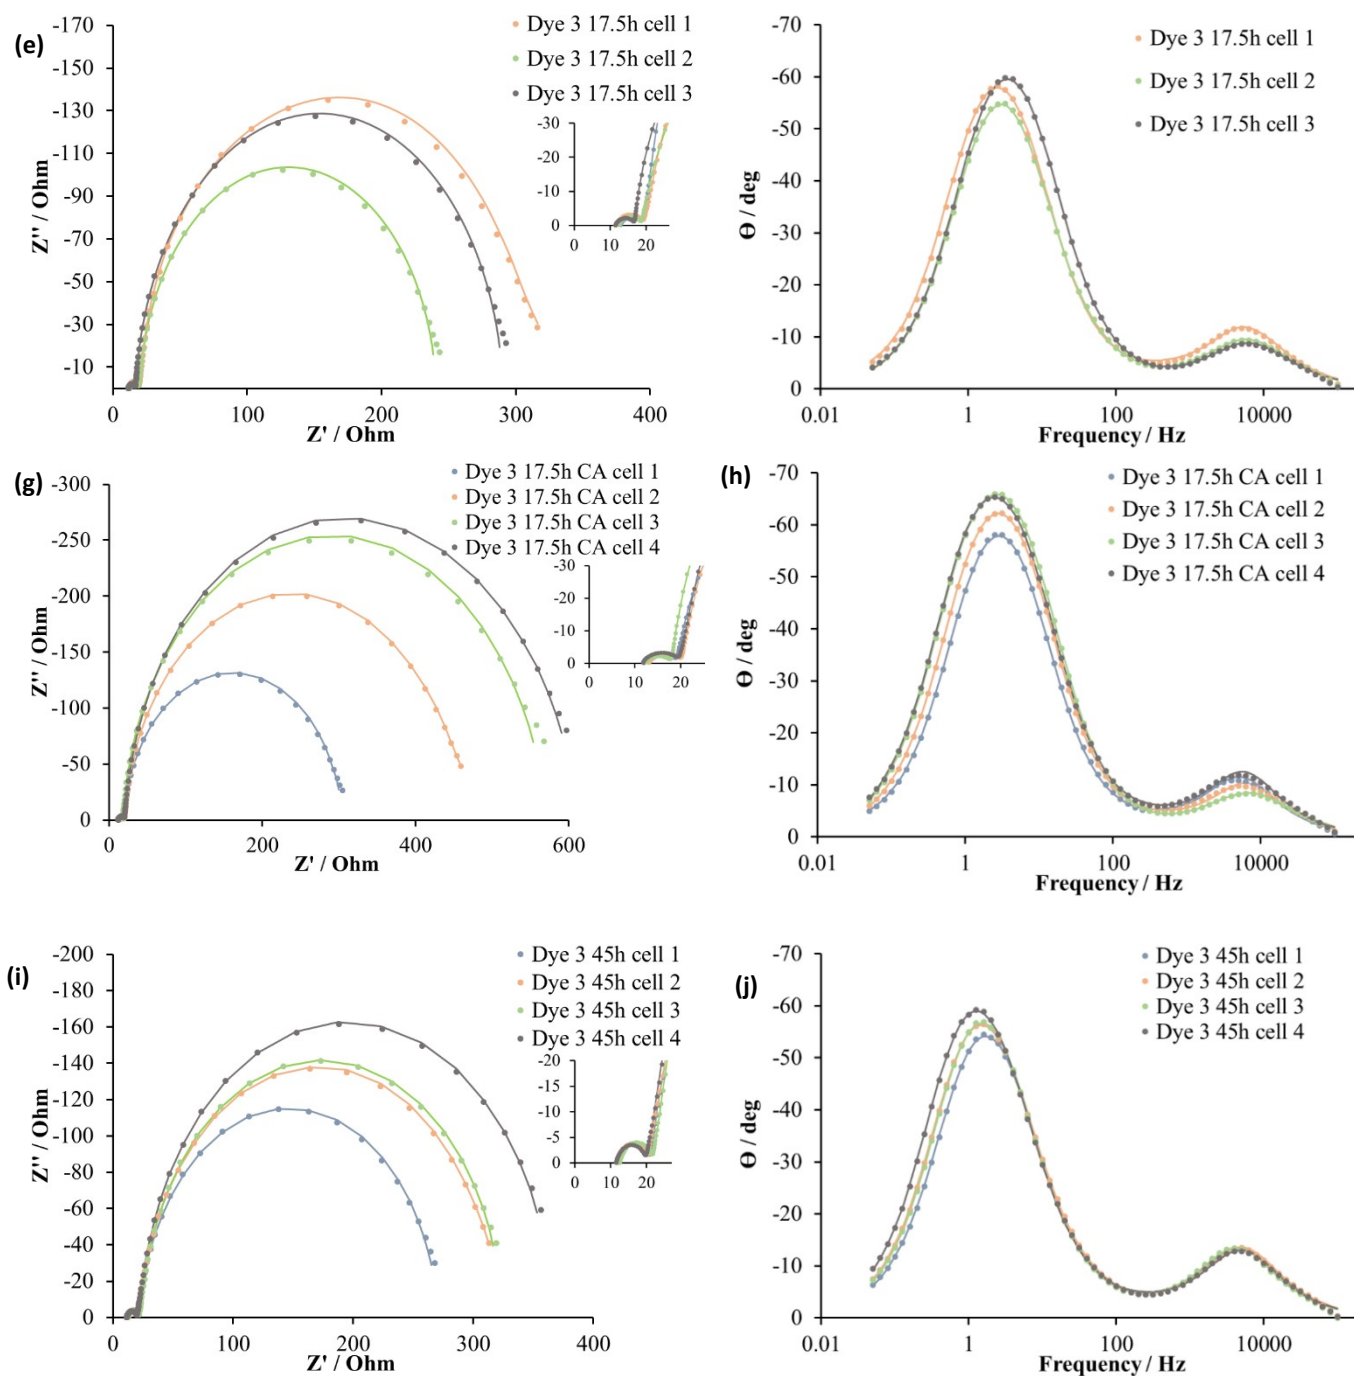 (e)
-170
-150
-130
-110
-90
-70
-50
-30
-10
Z'' / Ohm
0
100
200
300
400
Z' / Ohm
Dye 3 17.5h cell 1
Dye 3 17.5h cell 2
Dye 3 17.5h cell 3
-30
-20
-10
0
0
10
20
-70
-60
-50
-40
-30
-20
-10
0
Θ / deg
0.01
1
100
10000
Frequency / Hz
Dye 3 17.5h cell 1
Dye 3 17.5h cell 2
Dye 3 17.5h cell 3
(g)
-300
-250
-200
-150
-100
-50
0
Z'' / Ohm
0
200
400
600
Z' / Ohm
Dye 3 17.5h CA cell 1
Dye 3 17.5h CA cell 2
Dye 3 17.5h CA cell 3
Dye 3 17.5h CA cell 4
-30
-20
-10
0
0
10
20
(h)
-70
-60
-50
-40
-30
-20
-10
0
Θ / deg
0.01
1
100
10000
Frequency / Hz
Dye 3 17.5h CA cell 1
Dye 3 17.5h CA cell 2
Dye 3 17.5h CA cell 3
Dye 3 17.5h CA cell 4
(i)
-200
-180
-160
-140
-120
-100
-80
-60
-40
-20
0
Z'' / Ohm
0
100
200
300
400
Z' / Ohm
Dye 3 45h cell 1
Dye 3 45h cell 2
Dye 3 45h cell 3
Dye 3 45h cell 4
-20
-15
-10
-5
0
0
10
20
(j)
-70
-60
-50
-40
-30
-20
-10
0
Θ / deg
0.01
1
100
10000
Frequency / Hz
Dye 3 45h cell 1
Dye 3 45h cell 2
Dye 3 45h cell 3
Dye 3 45h cell 4